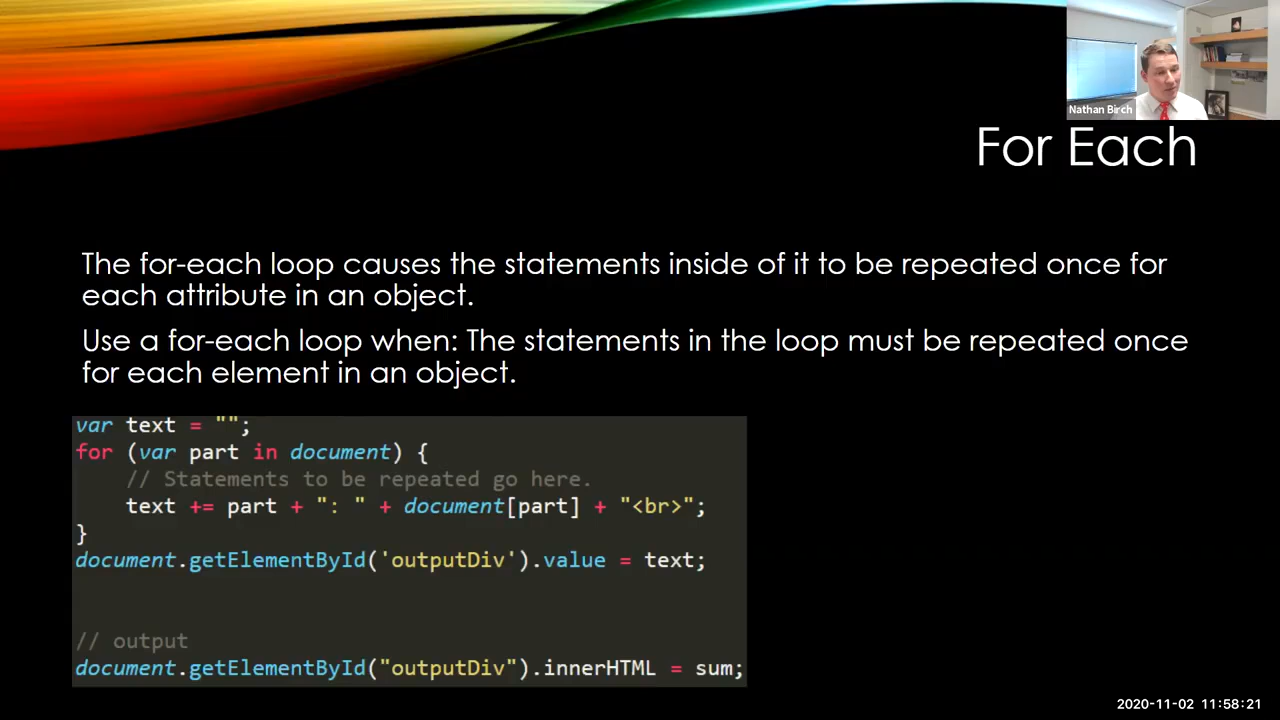 Nathan Birch
For Each
The for-each loop causes the statements inside of it to be repeated once for
each attribute in an object.
Use a for-each loop when: The statements in the loop must be repeated once
for each element in an object.
var text = "";
for (var part in document) {
    // Statements to be repeated go here.
    text += part + ": " + document[part] + "<br>";
}
document.getElementById('outputDiv').value = text;
// output
document.getElementById("outputDiv").innerHTML = sum;
2020-11-02 11:58:21